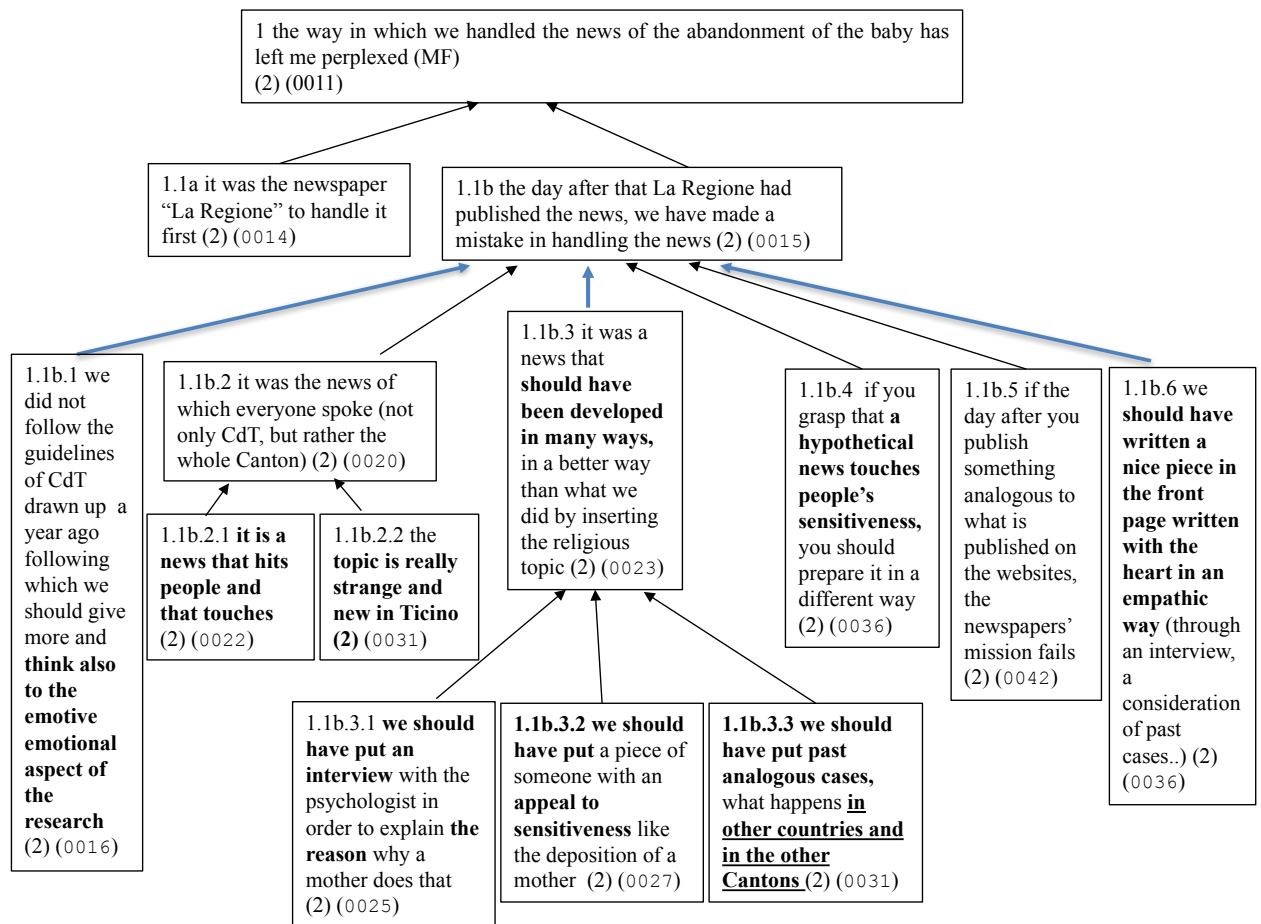 1 the way in which we handled the news of the abandonment of the baby has
left me perplexed (MF)
(2) (0011)
1.1a it was the newspaper
“La Regione” to handle it
first (2) (0014)
1.1b the day after that La Regione had
published the news, we have made a
mistake in handling the news (2) (0015)
1.1b.1 we
did not
follow the
guidelines
of CdT
drawn up a
year ago
following
which we
should give
more and
think also
to the
emotive
emotional
aspect of
the
research
(2) (0016)
1.1b.2 it was the news of
which everyone spoke (not
only CdT, but rather the
whole Canton) (2) (0020)
1.1b.2.1 it is a
news that hits
people and
that touches
(2) (0022)
1.1b.2.2 the
topic is really
strange and
new in Ticino
(2) (0031)
1.1b.3 it was a
news that
should have
been developed
in many ways,
in a better way
than what we
did by inserting
the religious
topic (2) (0023)
1.1b.3.1 we should
have put an
interview with the
psychologist in
order to explain the
reason why a
mother does that
(2) (0025)
1.1b.3.2 we should
have put a piece of
someone with an
appeal to
sensitiveness like
the deposition of a
mother (2) (0027)
1.1b.3.3 we should
have put past
analogous cases,
what happens in
other countries and
in the other
Cantons (2) (0031)
1.1b.4 if you
grasp that a
hypothetical
news touches
people’s
sensitiveness,
you should
prepare it in a
different way
(2) (0036)
1.1b.5 if the
day after you
publish
something
analogous to
what is
published on
the websites,
the
newspapers’
mission fails
(2) (0042)
1.1b.6 we
should have
written a
nice piece in
the front
page written
with the
heart in an
empathic
way (through
an interview,
a
consideration
of past
cases..) (2)
(0036)